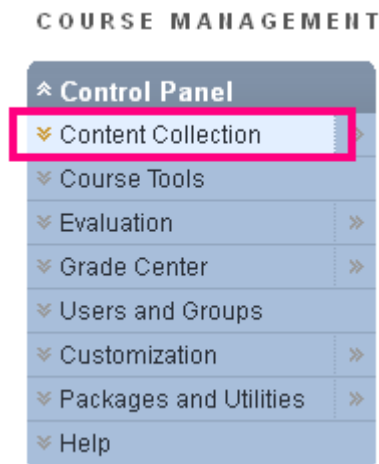 COURSE MANAGEMENT
Control Panel
Content Collection
Course Tools
Evaluation
Grade Center
Users and Groups
Customization
Packages and Utilities
Help